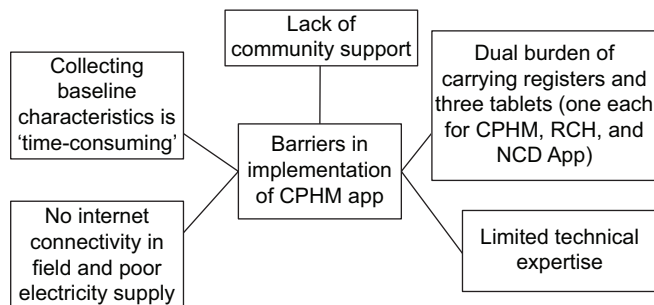 Lack of
community support
Collecting
baseline
characteristics is
‘time-consuming’
Dual burden of
carrying registers and
three tablets (one each
for CPHM, RCH, and
NCD App)
Barriers in
implementation
of CPHM app
No internet
connectivity in
field and poor
electricity supply
Limited technical
expertise